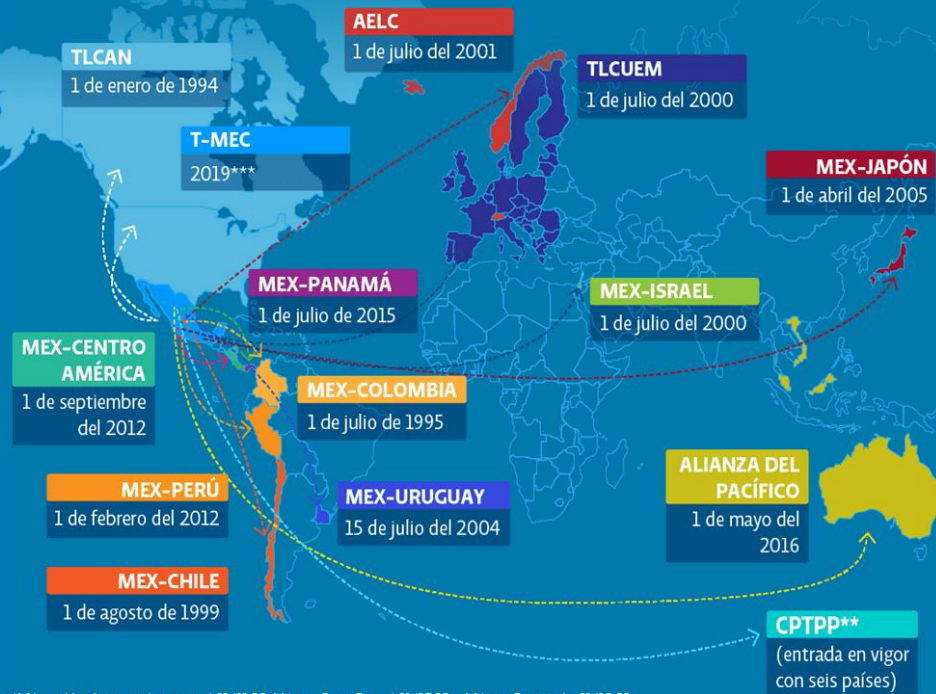 AELC
1 de julio del 2001
TLCAN
1 de enero de 1994
TLCUEM
1 de julio del 2000
T-MEC
2019***
MEX-JAPÓN
1 de abril del 2005
MEX-PANAMÁ
1 de julio de 2015
MEX-ISRAEL
1 de julio del 2000
MEX-CENTRO
AMÉRICA
1 de septiembre
del 2012
MEX-COLOMBIA
1 de julio de 1995
ALIANZA DEL
PACÍFICO
1 de mayo del
2016
MEX-PERÚ
1 de febrero del 2012
MEX-URUGUAY
15 de julio del 2004
MEX-CHILE
1 de agosto de 1999
CPTPP**
(entrada en vigor
con seis países)